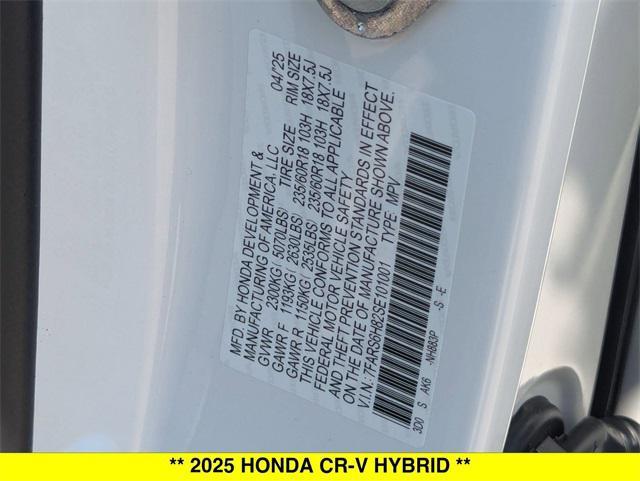 MFD. BY HONDA DEVELOPMENT &
MANUFACTURING OF AMERICA, LLC 04/25
GVWR 2300KG( 5070LBS) TIRE SIZE RIM SIZE
GAWR F 1193KG( 2630LBS) 235/60R18 103H 18X7.5J
GAWR R 1150KG( 2535LBS) 235/60R18 103H 18X7.5J
THIS VEHICLE CONFORMS TO ALL APPLICABLE
FEDERAL MOTOR VEHICLE SAFETY
AND THEFT PREVENTION STANDARDS IN EFFECT
ON THE DATE OF MANUFACTURE SHOWN ABOVE.
V.I.N.:7FARS6H82SE101001 TYPE: MPV
3D0 S AK6 -NH883P -S -E
** 2025 HONDA CR-V HYBRID **